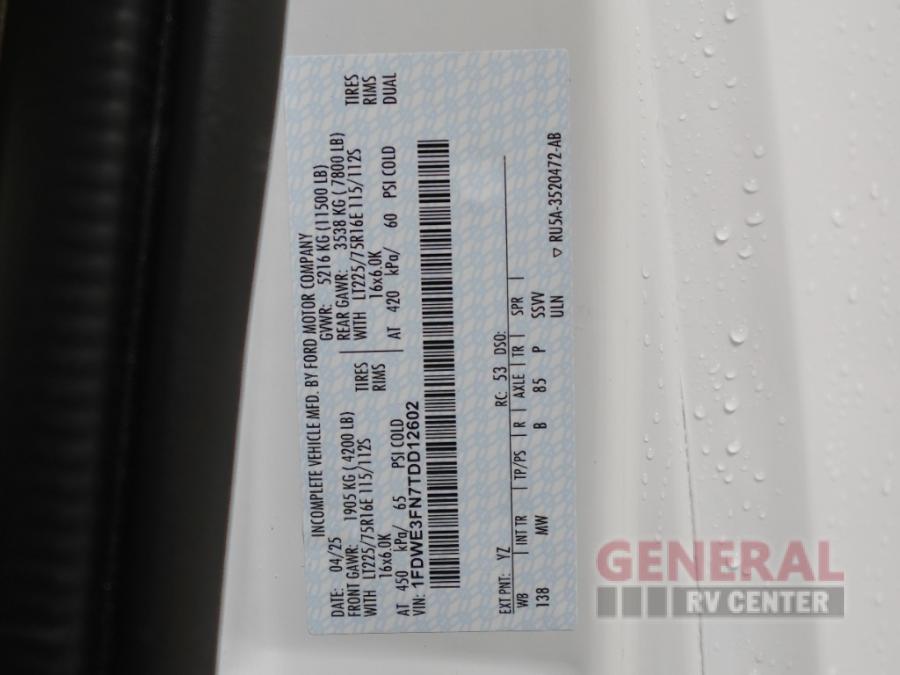 INCOMPLETE VEHICLE MFD. BY FORD MOTOR COMPANY
DATE: 04/25 GVWR: 5216 KG (11500 LB)
FRONT GAWR: 1905 KG ( 4200 LB) REAR GAWR: 3538 KG ( 7800 LB)
WITH LT225/75R16E 115/112S TIRES WITH LT225/75R16E 115/112S TIRES
16x6.0K RIMS 16x6.0K RIMS
AT 450 kPa/ 65 PSI COLD AT 420 kPa/ 60 PSI COLD DUAL
VIN: 1FDWE3FN7TDD12602
EXT PNT: YZ RC: 53 DSO:
WB | INT TR | TP/PS | R | AXLE | TR | SPR
138 MW B 85 P SSVV
ULN
▽ RU5A-3520472-AB
GENERAL
RV CENTER